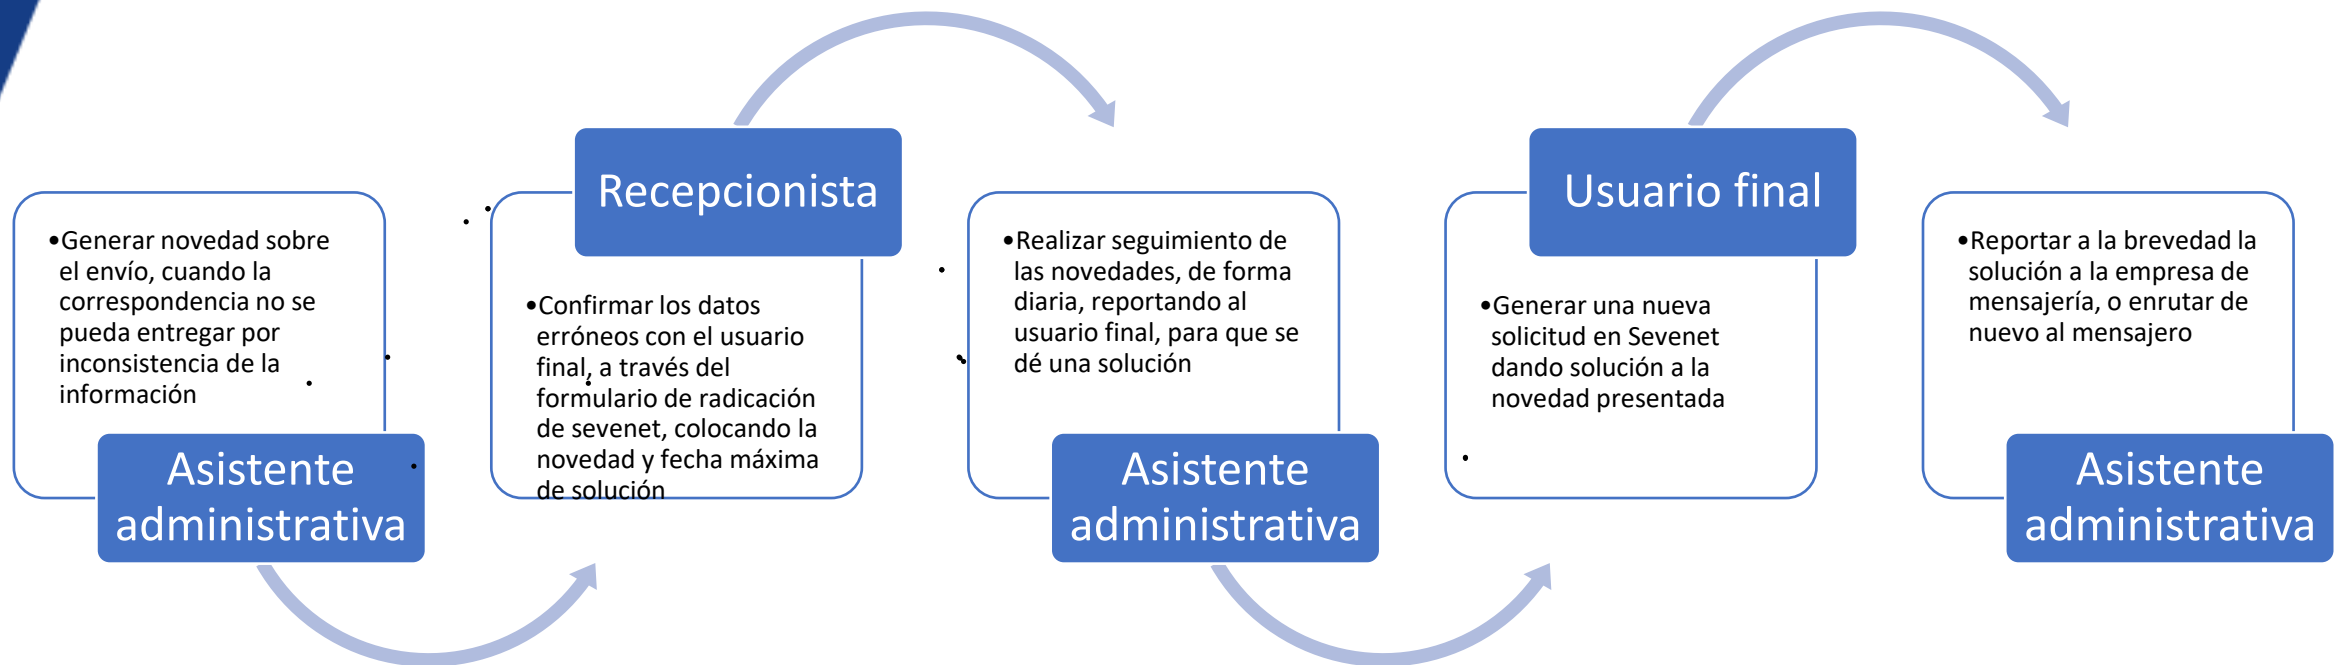 •Generar novedad sobre
el envío, cuando la
correspondencia no se
pueda entregar por
inconsistencia de la
información
Asistente
administrativa
Recepcionista
•Confirmar los datos
erróneos con el usuario
final, a través del
formulario de radicación
de sevenet, colocando la
novedad y fecha máxima
de solución
•Realizar seguimiento de
las novedades, de forma
diaria, reportando al
usuario final, para que se
dé una solución
Asistente
administrativa
Usuario final
•Generar una nueva
solicitud en Sevenet
dando solución a la
novedad presentada
•Reportar a la brevedad la
solución a la empresa de
mensajería, o enrutar de
nuevo al mensajero
Asistente
administrativa